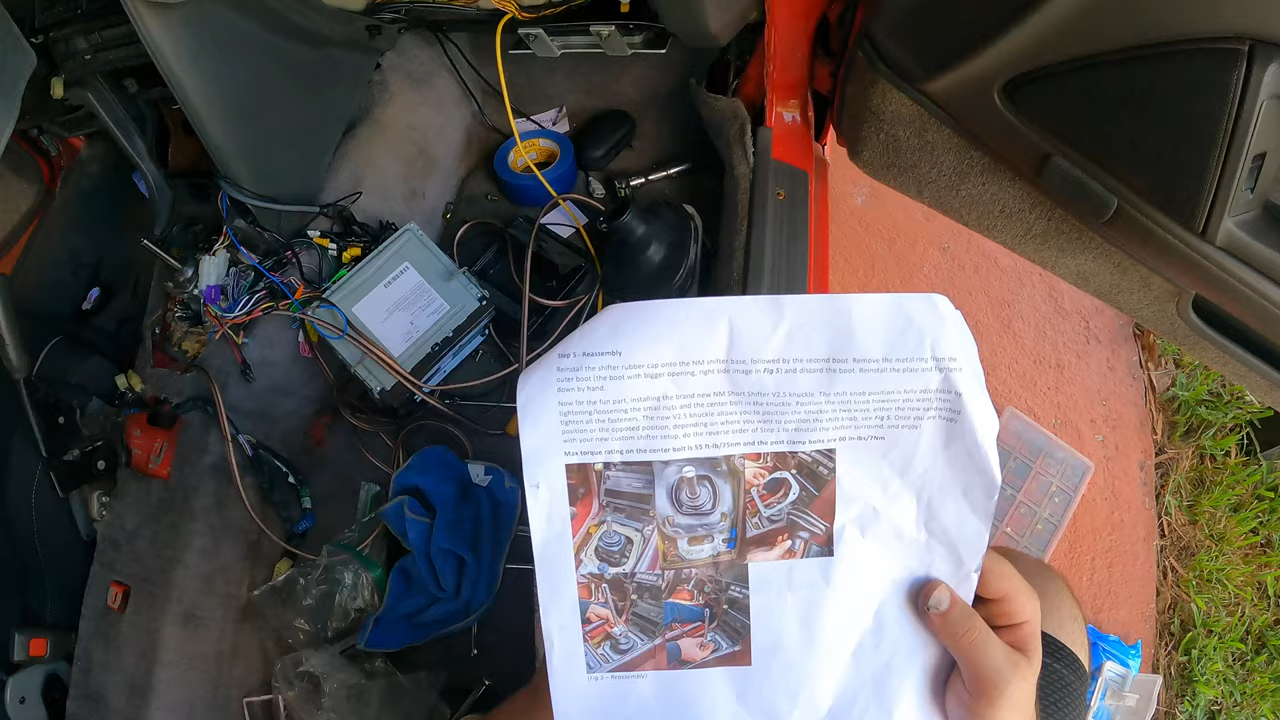 Step 5 - Reassembly
Reinstall the shifter rubber cap onto the NM shifter base, followed by the second boot. Remove the metal ring from the
outer boot (the boot with bigger opening, right side image in Fig 5) and discard the boot. Reinstall the plate and tighten
down by hand.
Now for the fun part, installing the brand new NM Short Shifter V2.5 knuckle. The shift knob position is fully adjustable by
tightening/loosening the small nuts and the center bolt in the knuckle. Position the shift knob however you want, then
tighten all the fasteners. The new V2.5 knuckle allows you to position the knuckle in two ways, either the new sandwiched
position or the opposed position, depending on where you want to position the shift knob, see Fig 5. Once you are happy
with your new custom shifter setup, do the reverse order of Step 1 to reinstall the shifter surround, and enjoy!
Max torque rating on the center bolt is 55 ft-lb/75nm and the post clamp bolts are 60 in-lbs/7Nm
(Fig 5 – Reassembly)